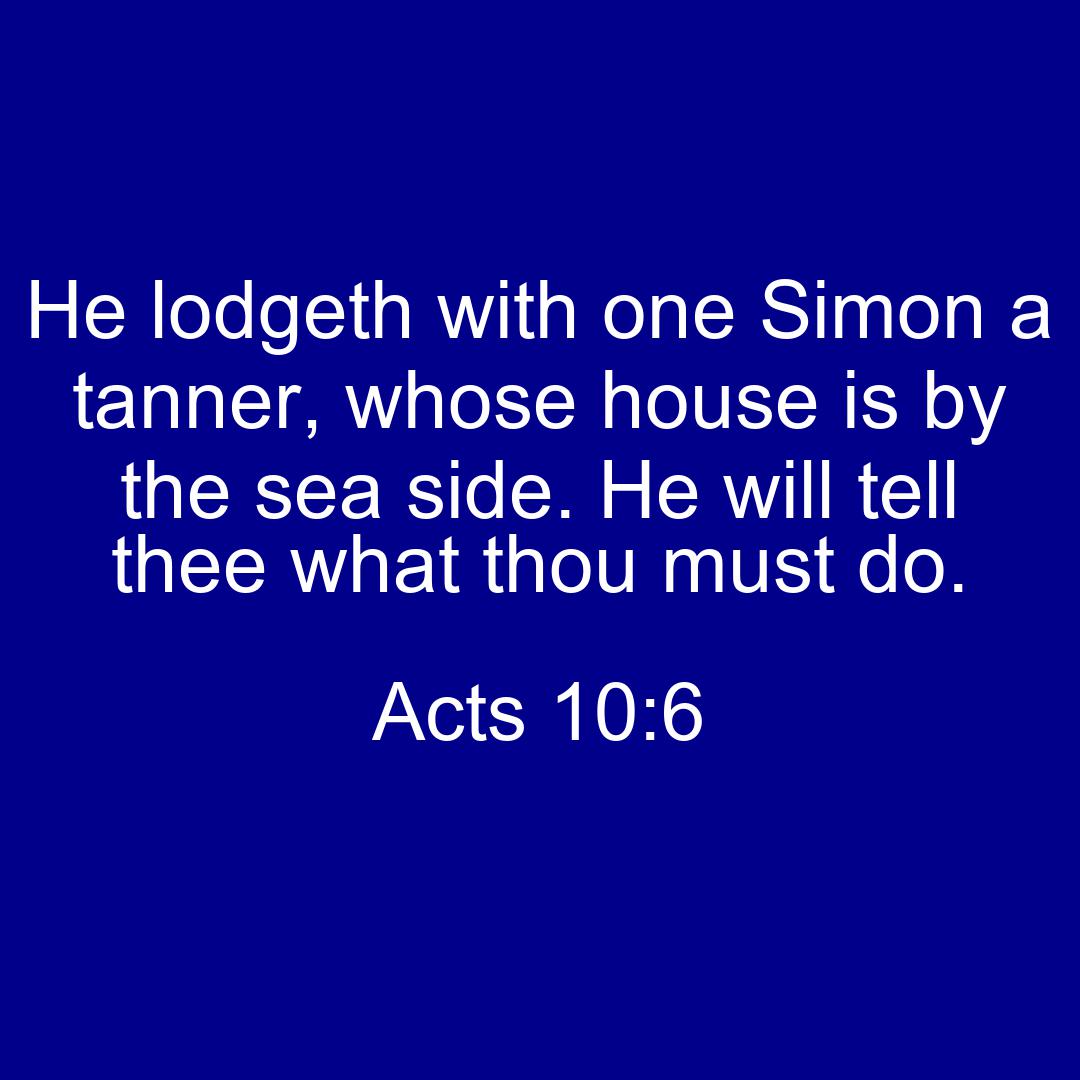 He lodgeth with one Simon a
tanner, whose house is by
the sea side. He will tell
thee what thou must do.
Acts 10:6